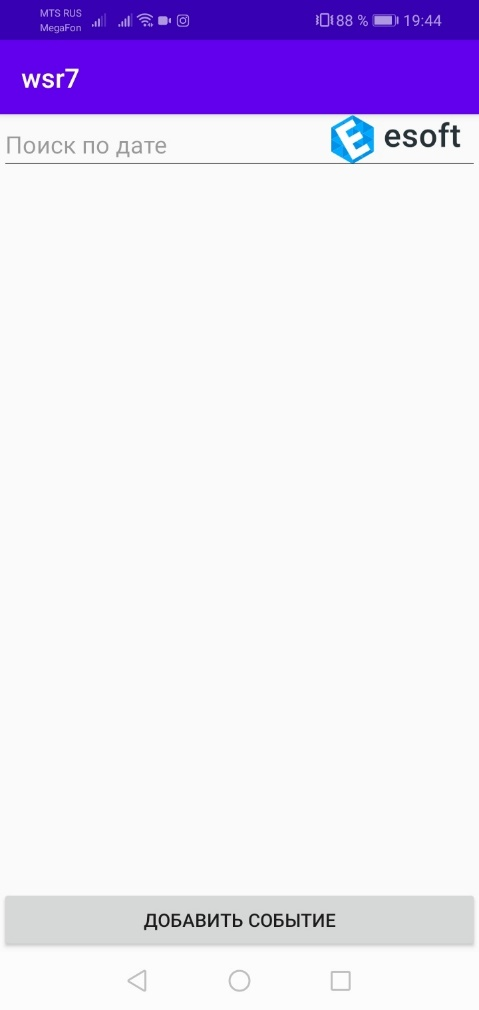 MTS RUS
MegaFon
88 % 19:44
wsr7
Поиск по дате
esoft
ДОБАВИТЬ СОБЫТИЕ